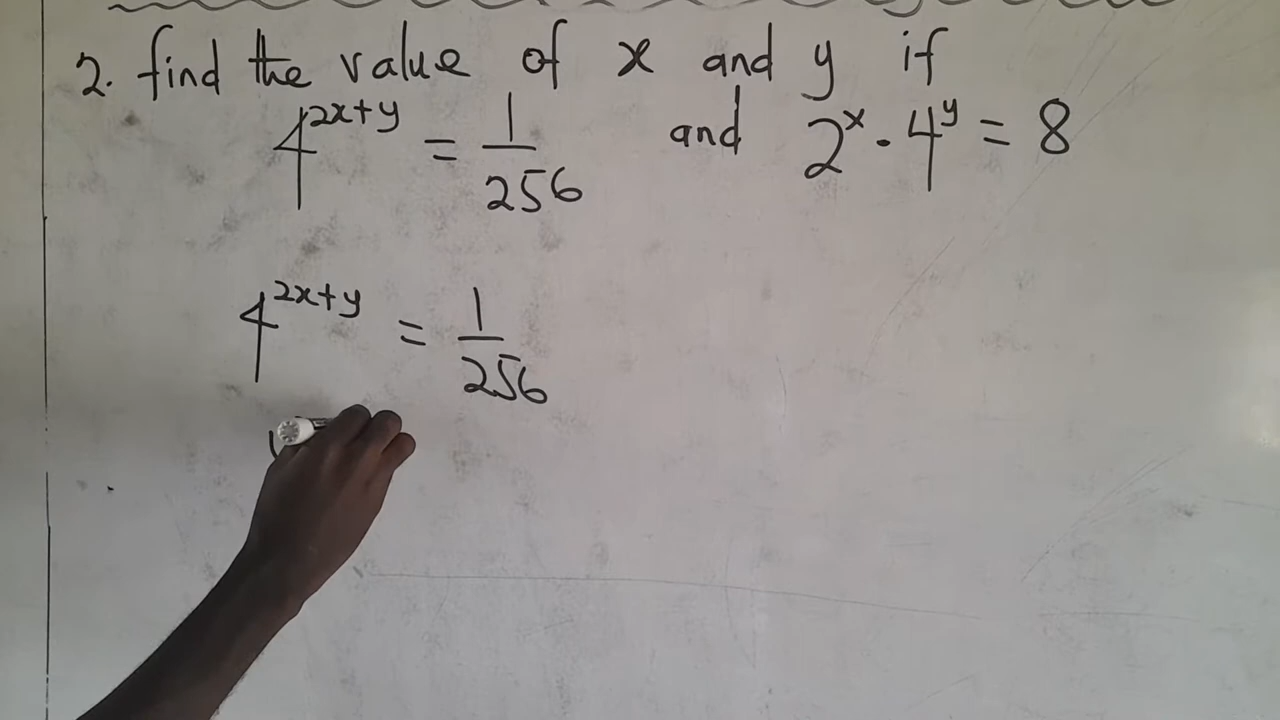 2. find the value of x and y if
4^{2x+y} = 1/256 and 2^x . 4^y = 8
4^{2x+y} = 1/256